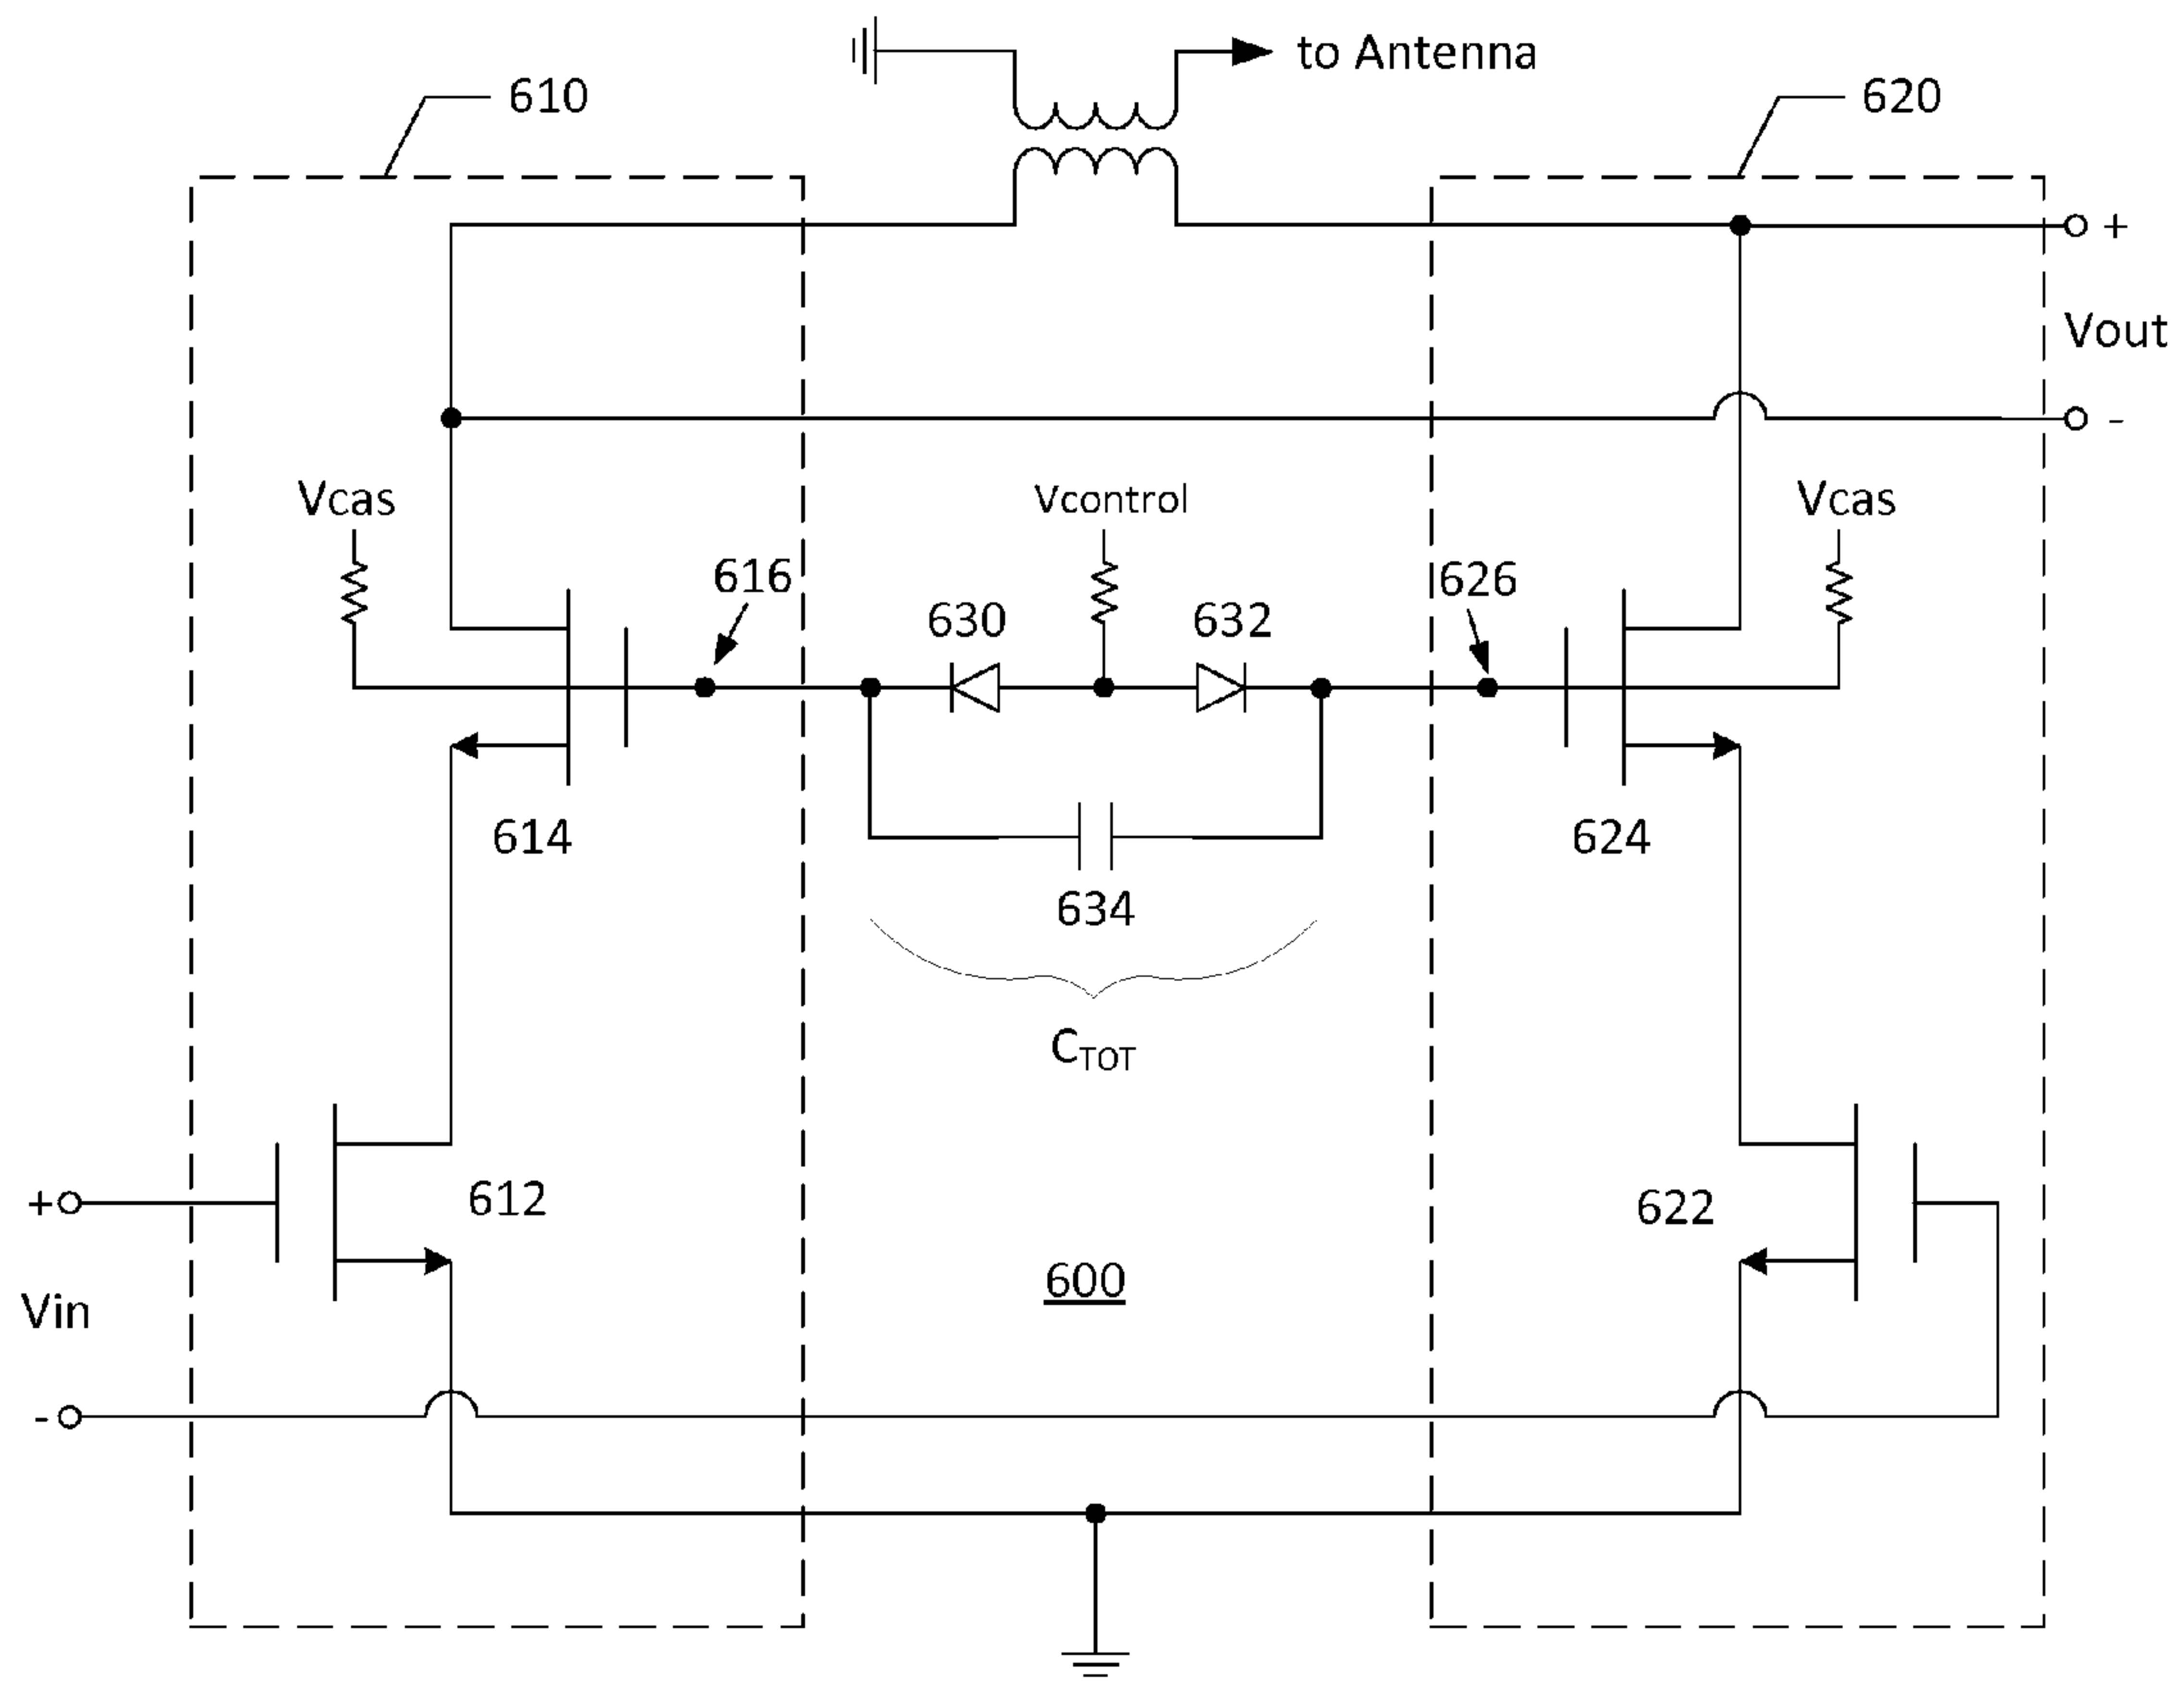 to Antenna
610
620
+
Vout
-
Vcas
Vcontrol
Vcas
616
626
630
632
614
624
634
CTOT
+
612
622
600
Vin
-